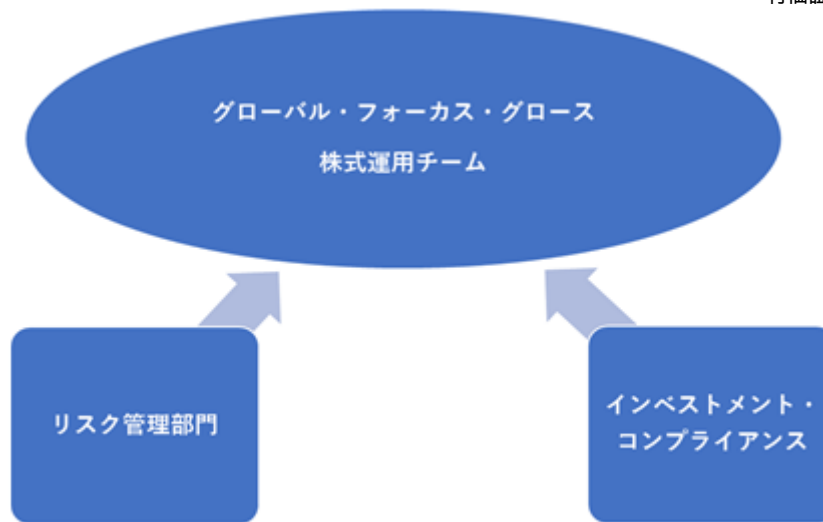 グローバル・フォーカス・グロース
株式運用チーム
リスク管理部門
インベストメント・
コンプライアンス